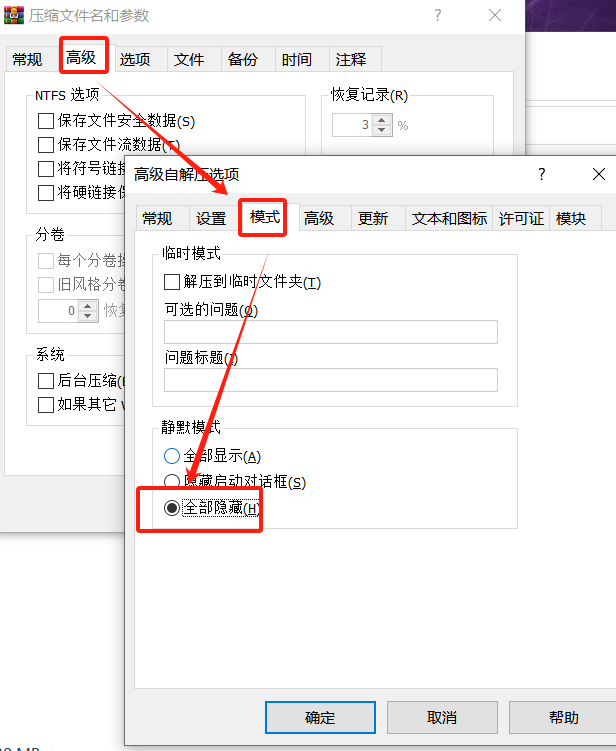 压缩文件名和参数
常规 高级 选项 文件 备份 时间 注释
NTFS 选项
保存文件安全数据(S)
保存文件流数据(T)
将符号链接
将硬链接保
恢复记录(R)
3 %
分卷
每个分卷
旧风格分卷
0 恢复
系统
后台压缩(
如果其它
高级自解压选项
常规 设置 模式 高级 更新 文本和图标 许可证 模块
临时模式
解压到临时文件夹(T)
可选的问题(Q)
问题标题(I)
静默模式
全部显示(A)
隐藏启动对话框(S)
全部隐藏(H)
确定 取消 帮助